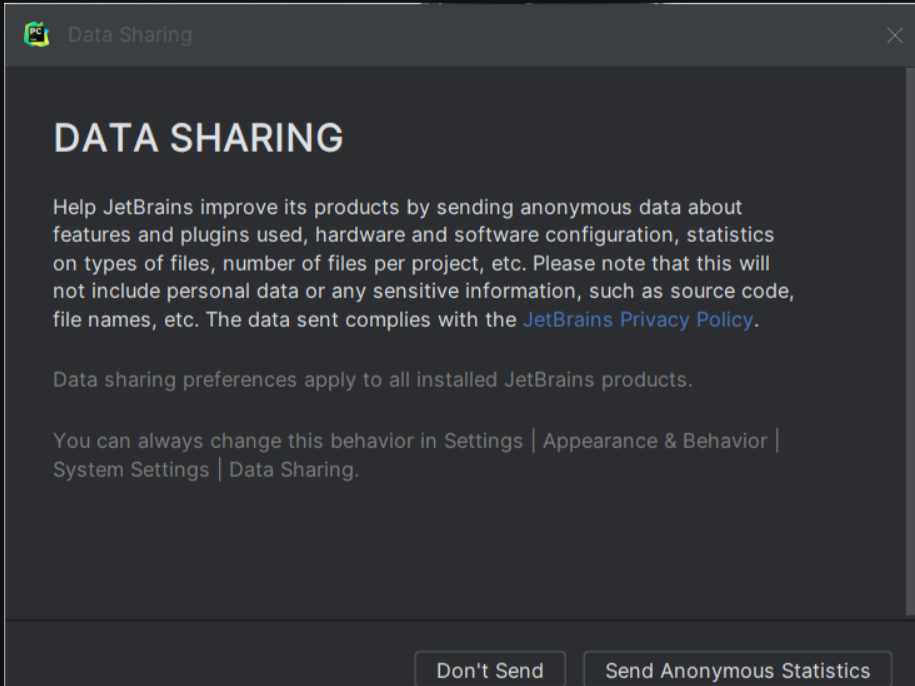 PC
Data Sharing
DATA SHARING
Help JetBrains improve its products by sending anonymous data about
features and plugins used, hardware and software configuration, statistics
on types of files, number of files per project, etc. Please note that this will
not include personal data or any sensitive information, such as source code,
file names, etc. The data sent complies with the JetBrains Privacy Policy.
Data sharing preferences apply to all installed JetBrains products.
You can always change this behavior in Settings | Appearance & Behavior |
System Settings | Data Sharing.
Don't Send
Send Anonymous Statistics